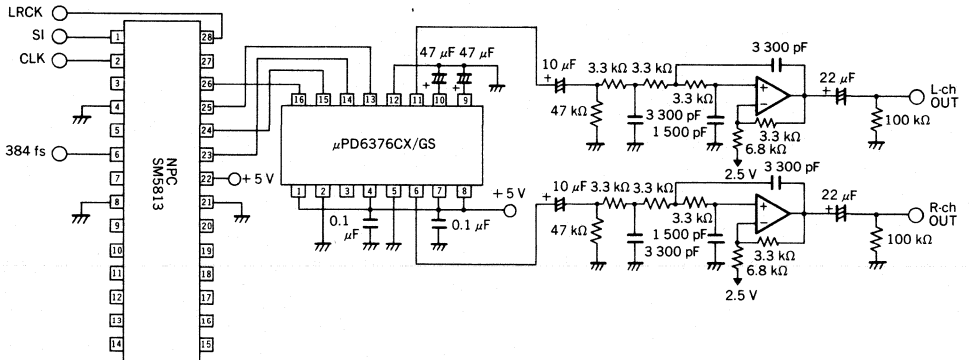 LRCK
SI
CLK
384 fs
1
2
3
4
5
6
7
8
9
10
11
12
13
14
28
27
26
25
24
23
22
21
20
19
18
17
16
15
NPC
SM5813
+ 5 V
16
15
14
13
12
11
10
9
µPD6376CX/GS
1
2
3
4
5
6
7
8
47 µF
47 µF
0.1
µF
0.1 µF
+ 5 V
10 µF
3.3 kΩ
3.3 kΩ
3 300 pF
47 kΩ
3.3 kΩ
3 300 pF
1 500 pF
3.3 kΩ
6.8 kΩ
2.5 V
22 µF
L-ch
OUT
100 kΩ
10 µF
3.3 kΩ
3.3 kΩ
3 300 pF
47 kΩ
3.3 kΩ
1 500 pF
3 300 pF
3.3 kΩ
6.8 kΩ
2.5 V
22 µF
R-ch
OUT
100 kΩ